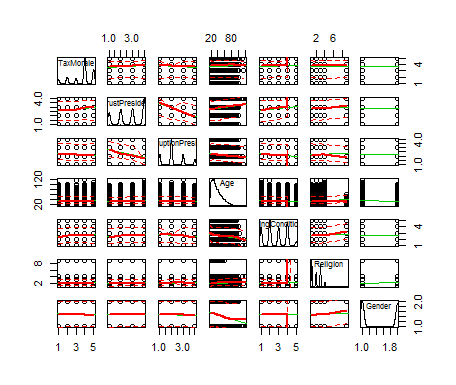 1.0 3.0 20 80 2 6
TaxMorale 1 4
1.0 4.0 rustPreside
uptionPres 1.0 4.0
20 120 Age
ingCondition 1 4
2 8 Religion
Gender 1.0 2.0
1 3 5 1.0 3.0 1 3 5 1.0 1.8